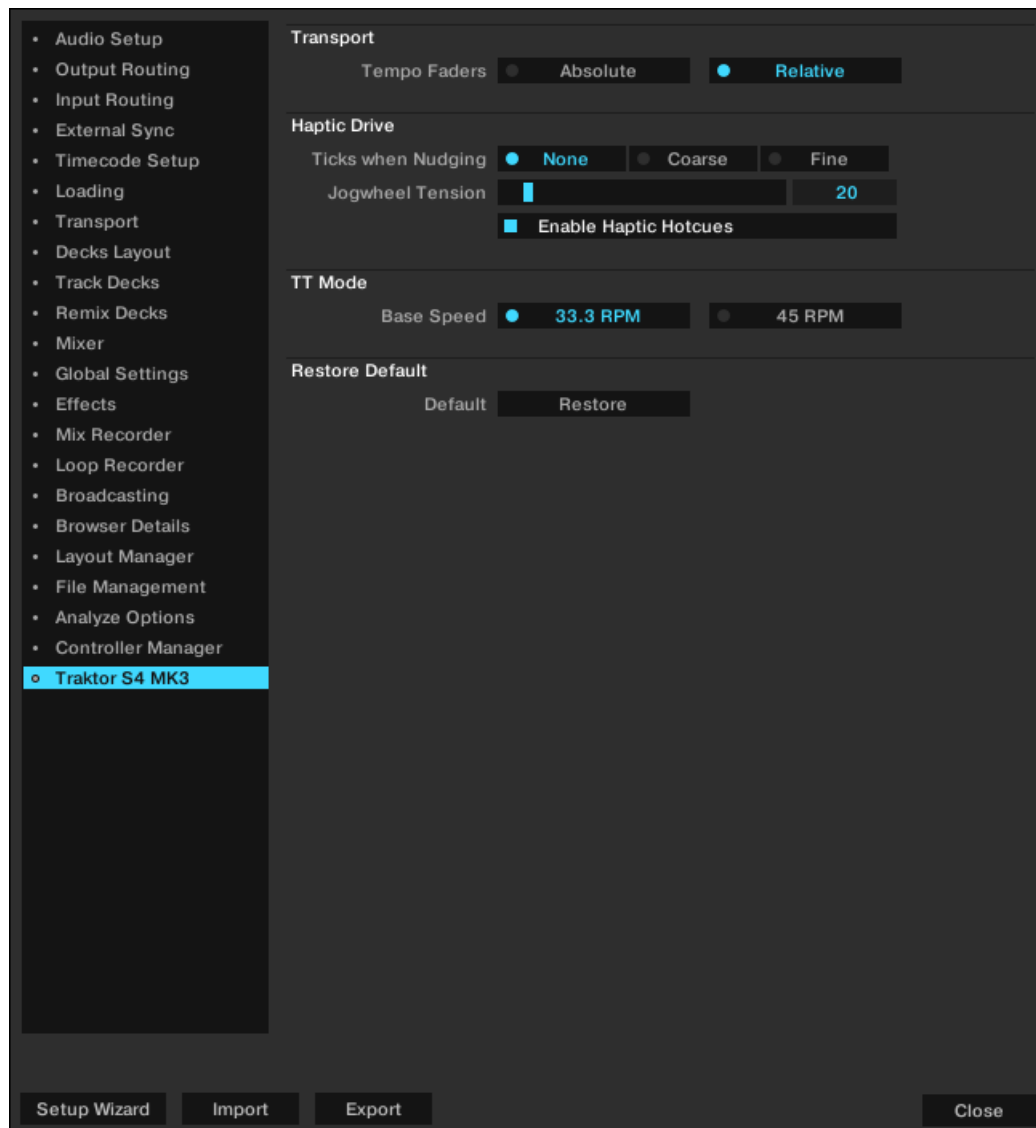 Audio Setup
Output Routing
Input Routing
External Sync
Timecode Setup
Loading
Transport
Decks Layout
Track Decks
Remix Decks
Mixer
Global Settings
Effects
Mix Recorder
Loop Recorder
Broadcasting
Browser Details
Layout Manager
File Management
Analyze Options
Controller Manager
Traktor S4 MK3
Transport
Tempo Faders Absolute Relative
Haptic Drive
Ticks when Nudging None Coarse Fine
Jogwheel Tension 20
Enable Haptic Hotcues
TT Mode
Base Speed 33.3 RPM 45 RPM
Restore Default
Default Restore
Setup Wizard Import Export Close